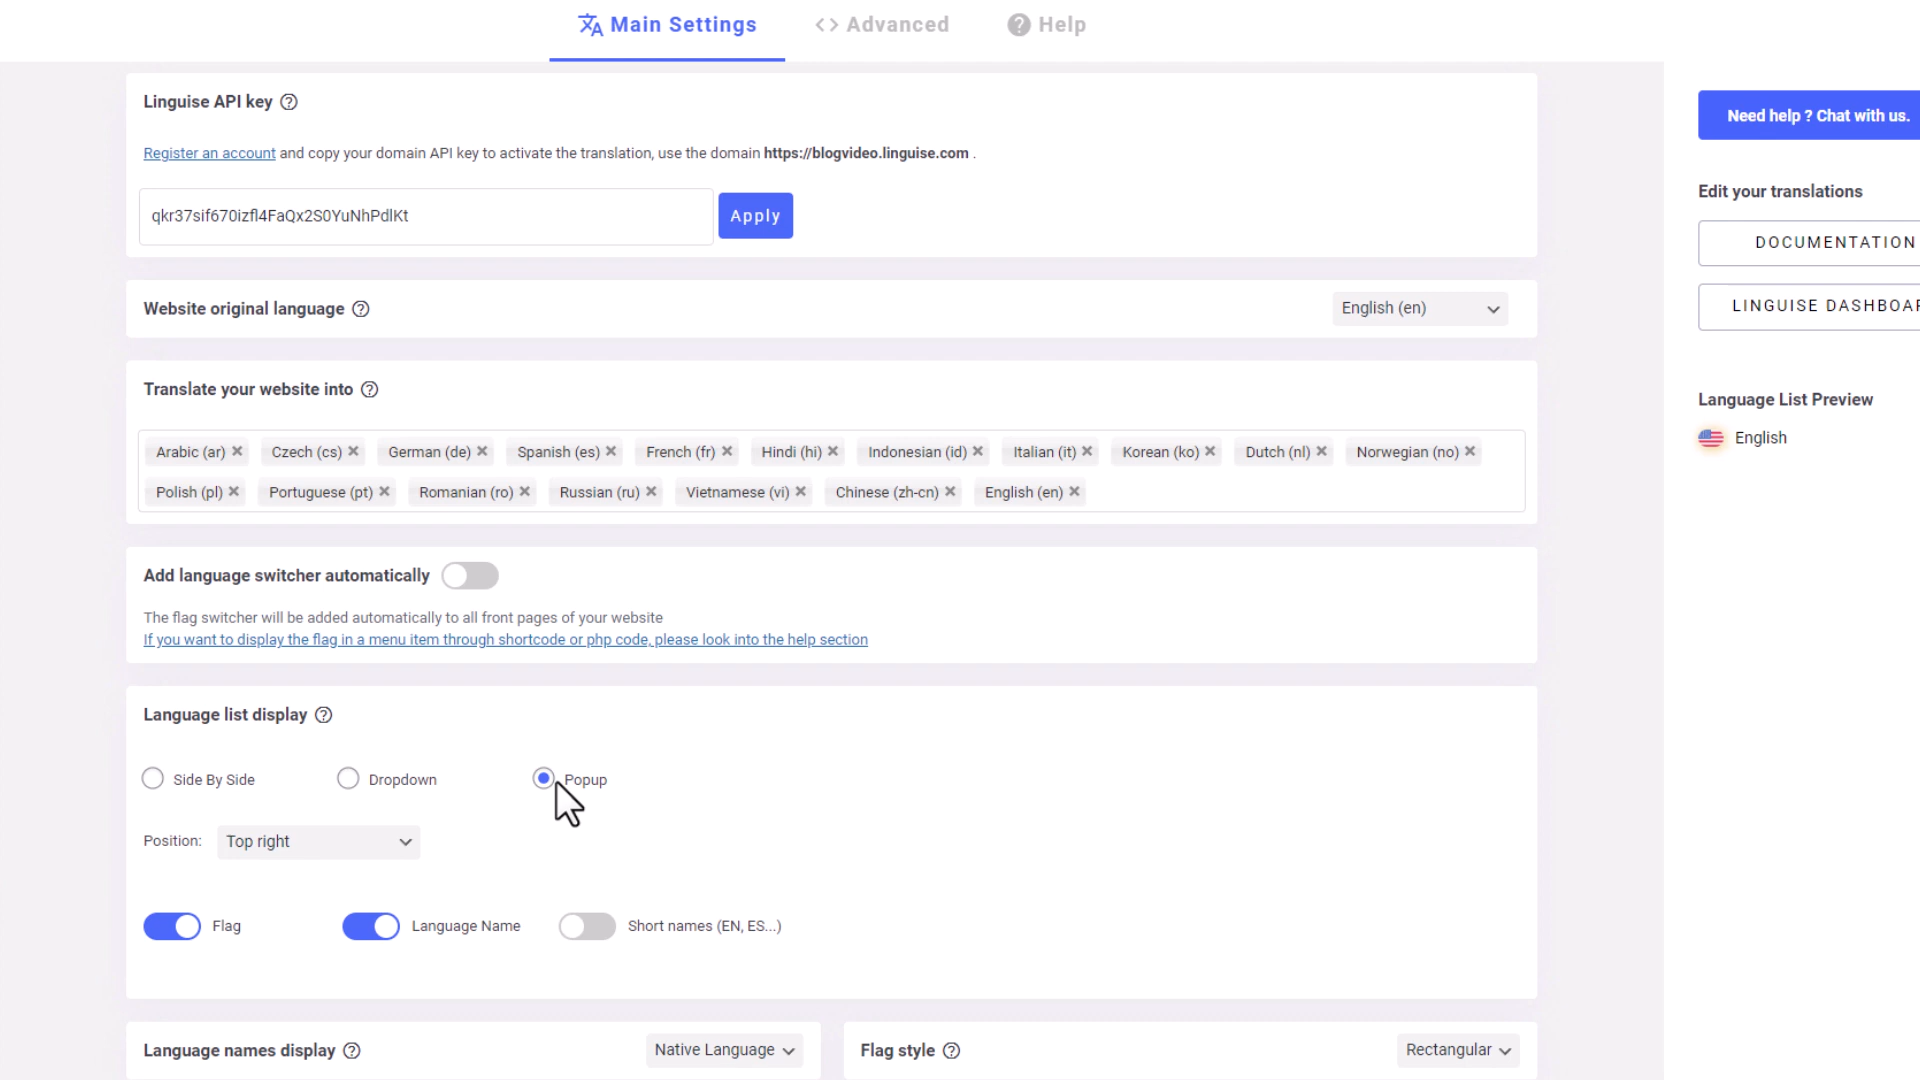 Main Settings
<> Advanced
Help
Linguise API key
Register an account and copy your domain API key to activate the translation, use the domain https://blogvideo.linguise.com .
qkr37sif670izfl4FaQx2S0YuNhPdlKt
Apply
Website original language
English (en)
Translate your website into
Arabic (ar) Czech (cs) German (de) Spanish (es) French (fr) Hindi (hi) Indonesian (id) Italian (it) Korean (ko) Dutch (nl) Norwegian (no)
Polish (pl) Portuguese (pt) Romanian (ro) Russian (ru) Vietnamese (vi) Chinese (zh-cn) English (en)
Add language switcher automatically
The flag switcher will be added automatically to all front pages of your website
If you want to display the flag in a menu item through shortcode or php code, please look into the help section
Language list display
Side By Side
Dropdown
Popup
Position:
Top right
Flag
Language Name
Short names (EN, ES...)
Language names display
Native Language
Flag style
Rectangular
Need help ? Chat with us.
Edit your translations
DOCUMENTATION
LINGUISE
Language List Preview
English